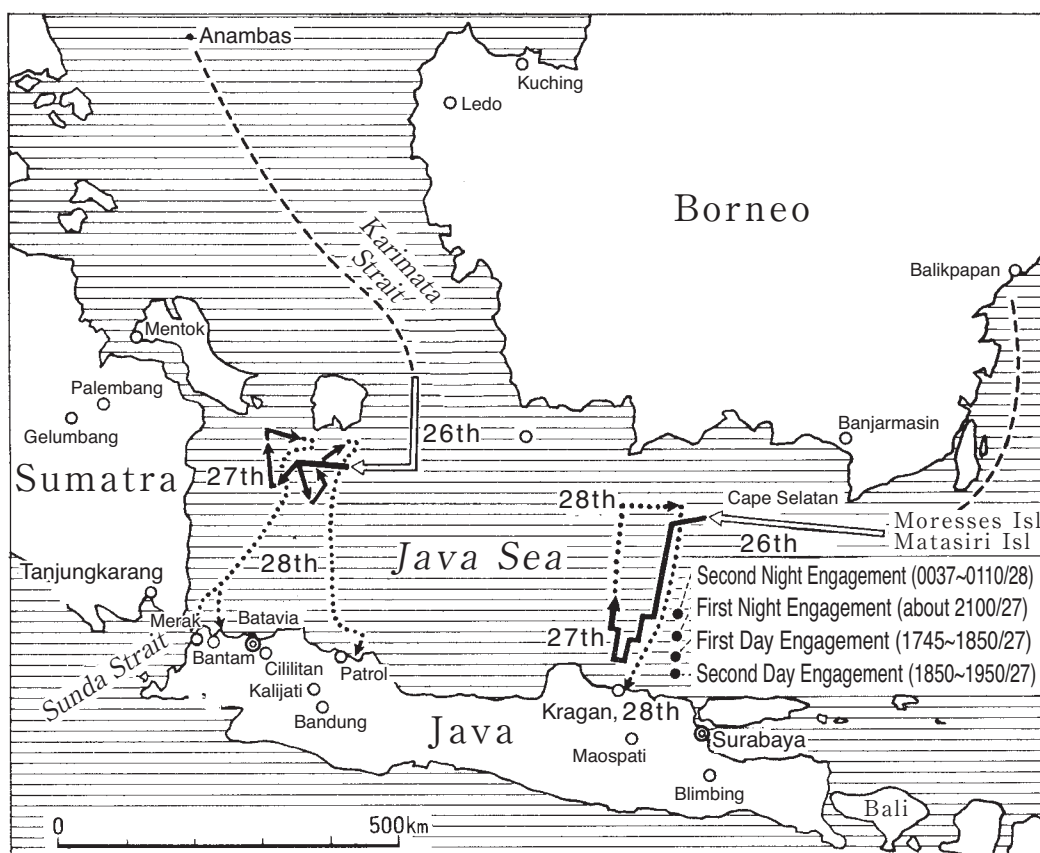 Anambas
Kuching
Ledo
Borneo
Karimata
Strait
Balikpapan
Mentok
Palembang
Gelumbang
26th
Banjarmasin
Sumatra
27th
28th
Cape Selatan
Moresses Isl
Matasiri Isl
26th
28th
Java Sea
Tanjungkarang
Second Night Engagement (0037~0110/28)
First Night Engagement (about 2100/27)
First Day Engagement (1745~1850/27)
Second Day Engagement (1850~1950/27)
Merak
Batavia
27th
Bantam
Cililitan
Patrol
Sunda Strait
Kalijati
Bandung
Java
Kragan, 28th
Surabaya
Maospati
Blimbing
Bali
0 500km